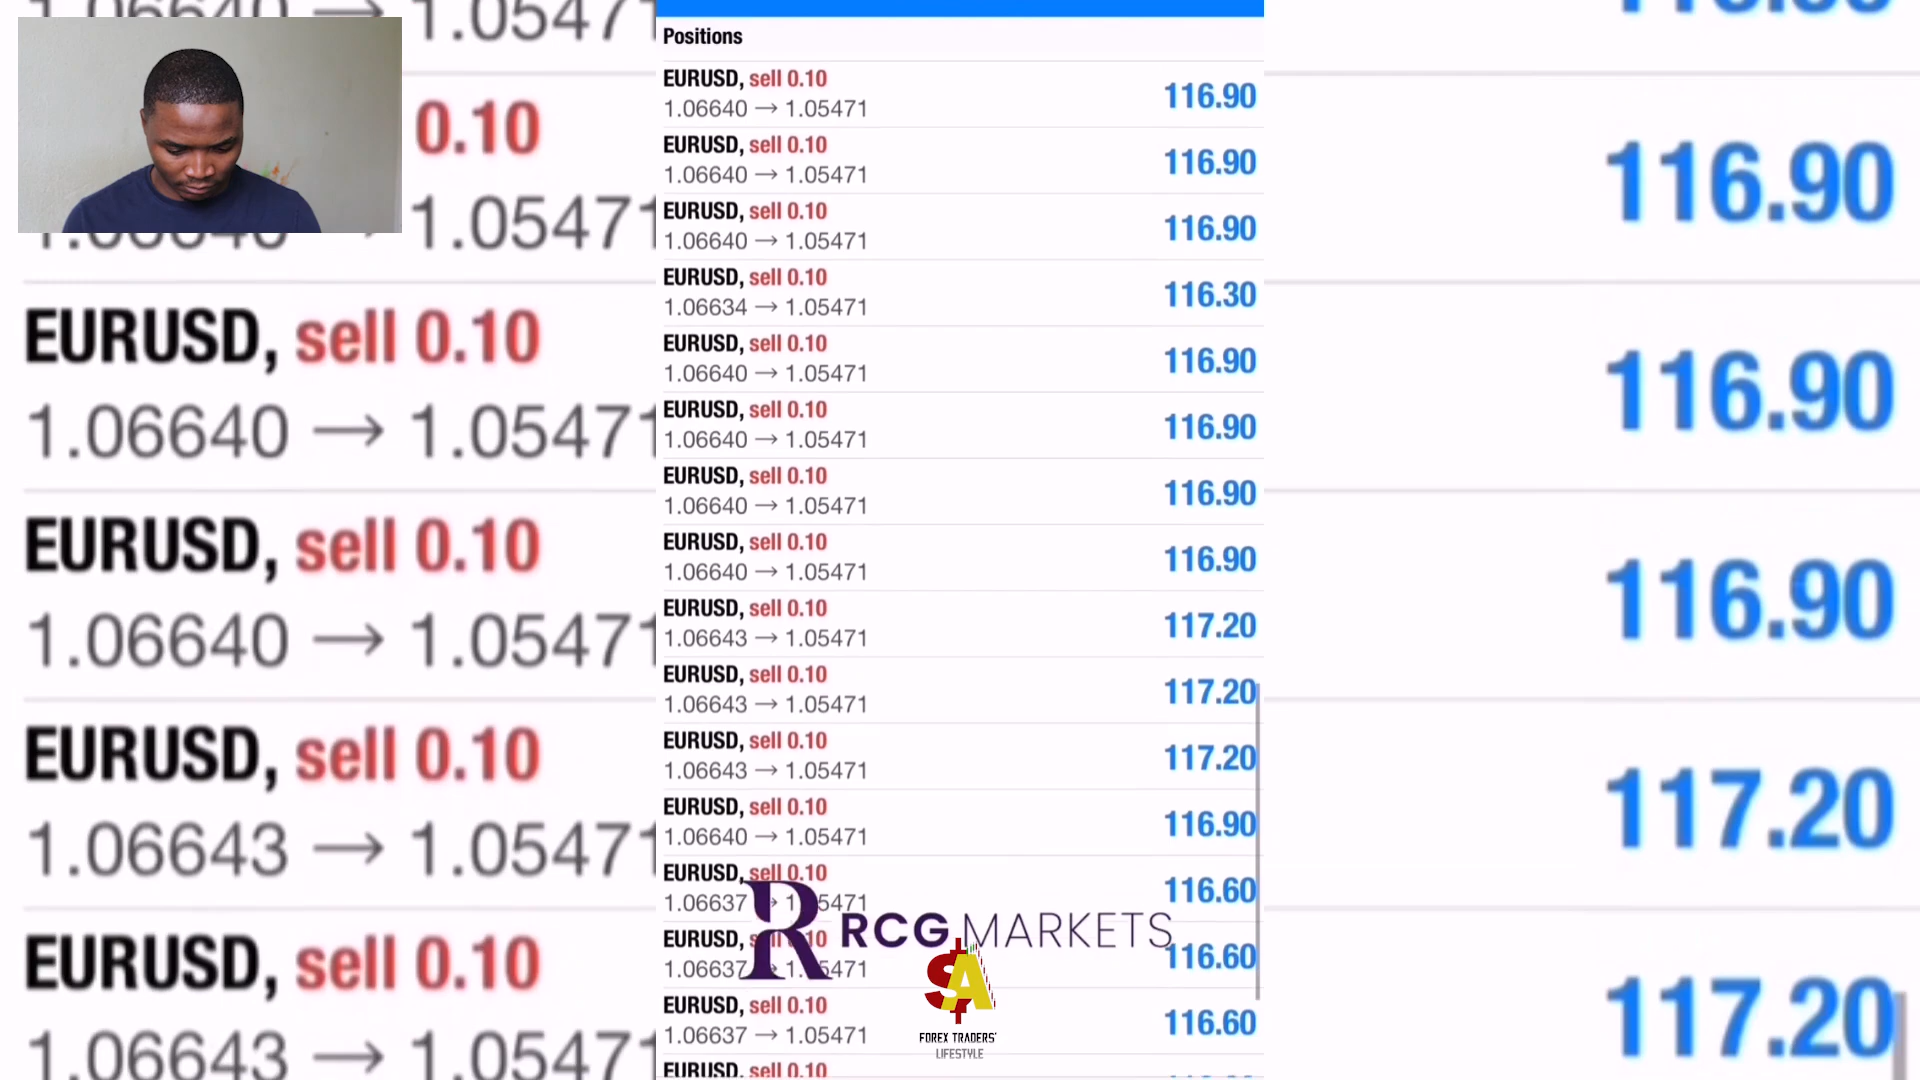 Positions
EURUSD, sell 0.10
1.06640 → 1.05471
116.90
EURUSD, sell 0.10
1.06640 → 1.05471
116.90
EURUSD, sell 0.10
1.06640 → 1.05471
116.90
EURUSD, sell 0.10
1.06634 → 1.05471
116.30
EURUSD, sell 0.10
1.06640 → 1.05471
116.90
EURUSD, sell 0.10
1.06640 → 1.05471
116.90
EURUSD, sell 0.10
1.06640 → 1.05471
116.90
EURUSD, sell 0.10
1.06640 → 1.05471
116.90
EURUSD, sell 0.10
1.06643 → 1.05471
117.20
EURUSD, sell 0.10
1.06643 → 1.05471
117.20
EURUSD, sell 0.10
1.06643 → 1.05471
117.20
EURUSD, sell 0.10
1.06640 → 1.05471
116.90
EURUSD, sell 0.10
1.06637
116.60
EURUSD,
1.06637
116.60
EURUSD, sell 0.10
1.06637 → 1.05471
116.60
EURUSD, sell 0.10
R RCG MARKETS
$A
FOREX TRADERS'
LIFESTYLE
1.05471
0.10
1.05471
116.90
EURUSD, sell 0.10
1.06640 → 1.05471
116.90
EURUSD, sell 0.10
1.06640 → 1.05471
116.90
EURUSD, sell 0.10
1.06643 → 1.05471
117.20
EURUSD, sell 0.10
1.06643 → 1.05471
117.20